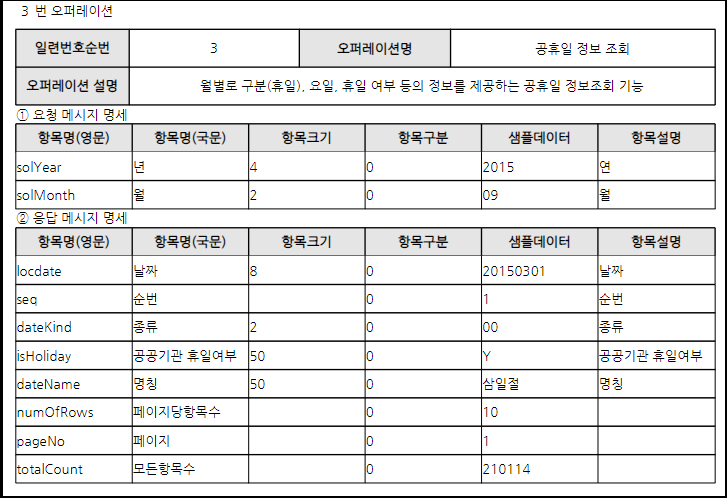 3 번 오퍼레이션
일련번호순번 3 오퍼레이션명 공휴일 정보 조회
오퍼레이션 설명 월별로 구분(휴일), 요일, 휴일 여부 등의 정보를 제공하는 공휴일 정보조회 기능
① 요청 메시지 명세
항목명(영문) 항목명(국문) 항목크기 항목구분 샘플데이터 항목설명
solYear 년 4 0 2015 연
solMonth 월 2 0 09 월
② 응답 메시지 명세
항목명(영문) 항목명(국문) 항목크기 항목구분 샘플데이터 항목설명
locdate 날짜 8 0 20150301 날짜
seq 순번 0 1 순번
dateKind 종류 2 0 00 종류
isHoliday 공공기관 휴일여부 50 0 Y 공공기관 휴일여부
dateName 명칭 50 0 삼일절 명칭
numOfRows 페이지당항목수 0 10
pageNo 페이지 0 1
totalCount 모든항목수 0 210114